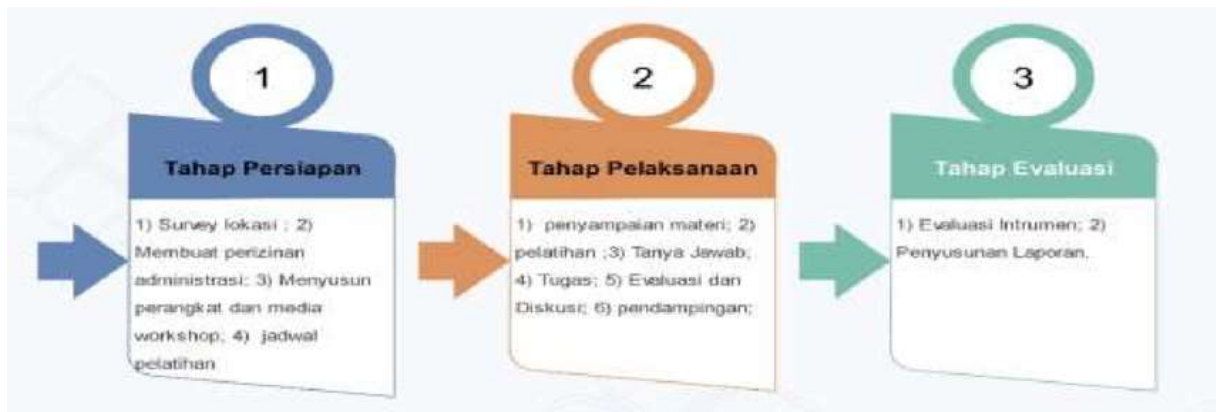 1
Tahap Persiapan
1) Survey lokasi ; 2)
Membuat perizinan
administrasi; 3) Menyusun
perangkat dan media
workshop; 4) jadwal
pelatihan
2
Tahap Pelaksanaan
1) penyampaian materi; 2)
pelatihan ;3) Tanya Jawab;
4) Tugas; 5) Evaluasi dan
Diskusi; 6) pendampingan;
3
Tahap Evaluasi
1) Evaluasi Intrumen; 2)
Penyusunan Laporan.